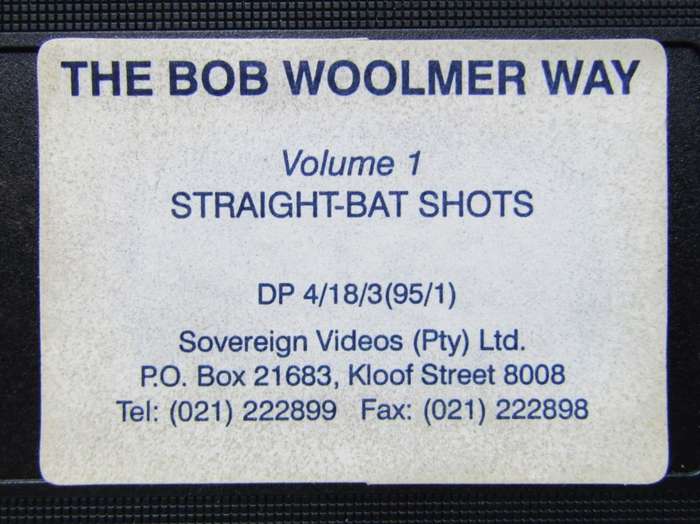 THE BOB WOOLMER WAY
Volume 1
STRAIGHT-BAT SHOTS
DP 4/18/3(95/1)
Sovereign Videos (Pty) Ltd.
P.O. Box 21683, Kloof Street 8008
Tel: (021) 222899 Fax: (021) 222898